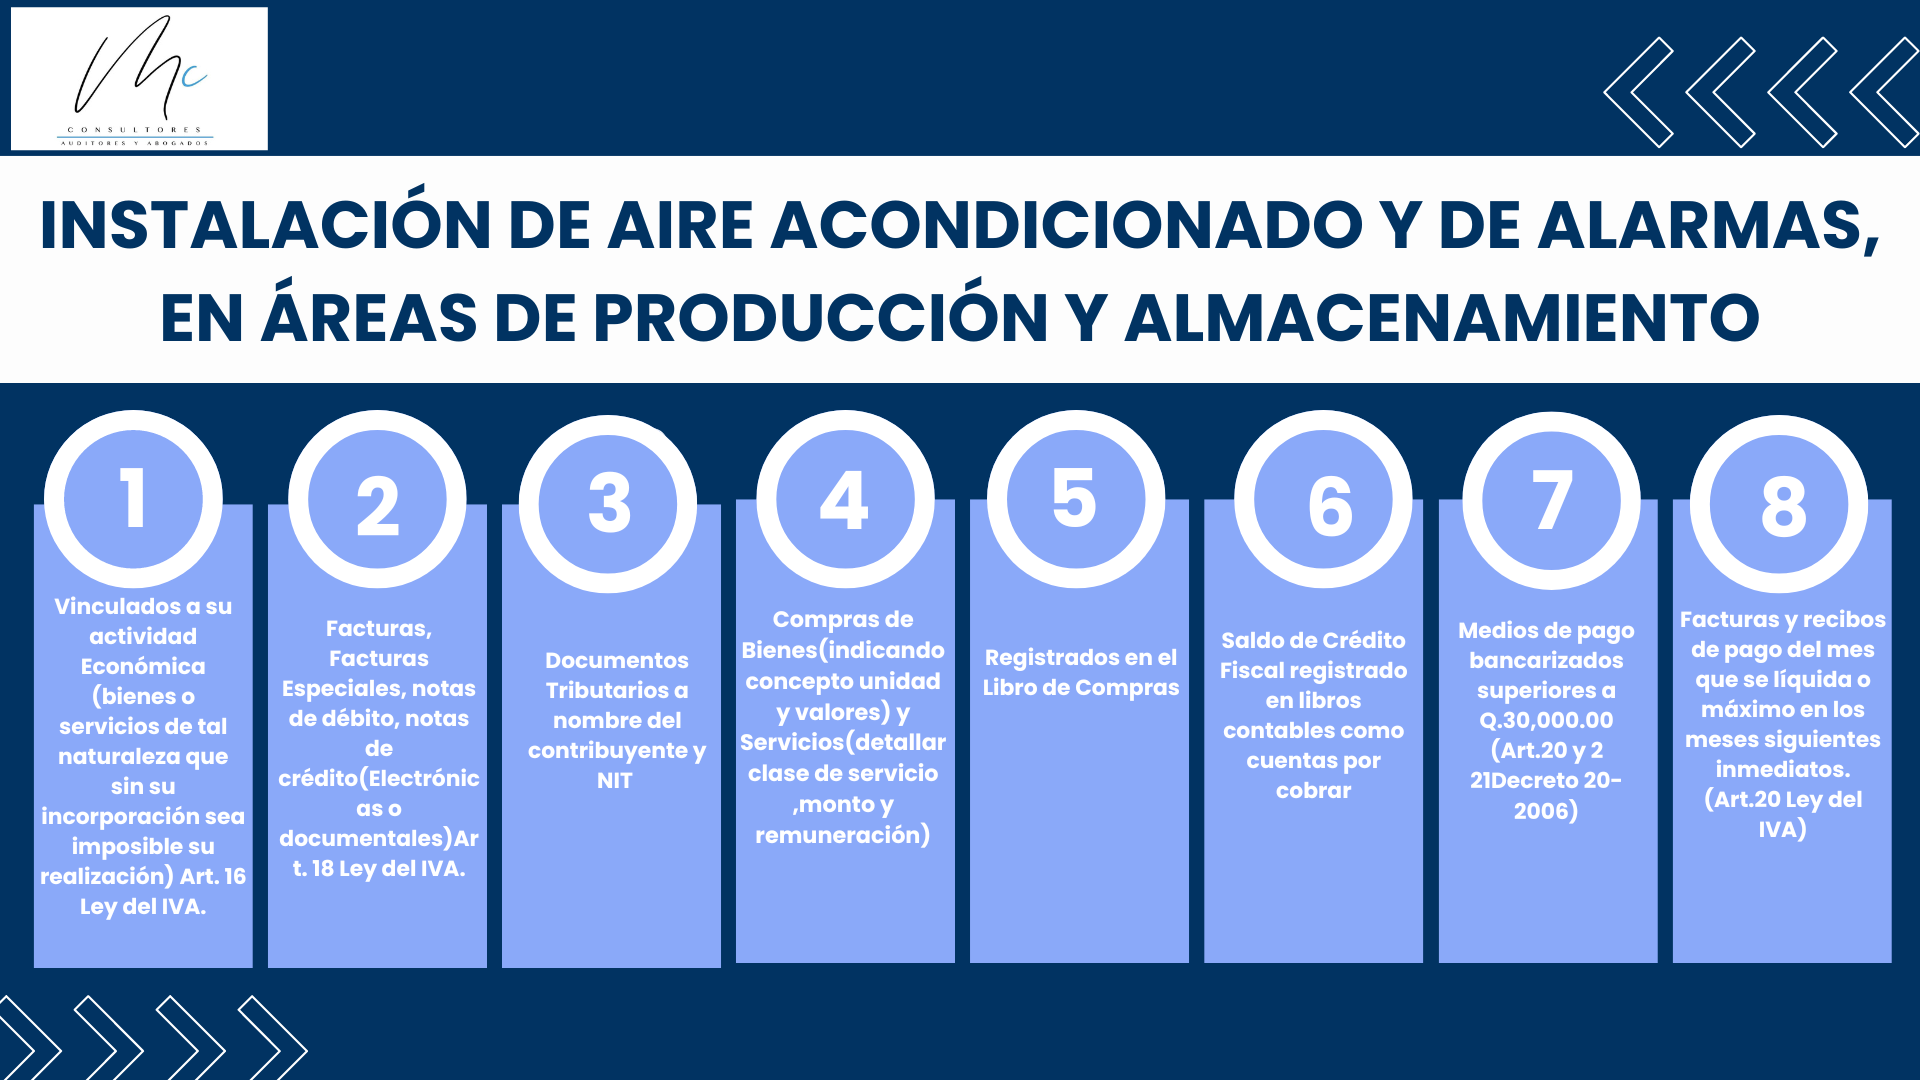 Mc
CONSULTORES
AUDITORES Y ABOGADOS
INSTALACIÓN DE AIRE ACONDICIONADO Y DE ALARMAS,
EN ÁREAS DE PRODUCCIÓN Y ALMACENAMIENTO
1
Vinculados a su
actividad
Económica
(bienes o
servicios de tal
naturaleza que
sin su
incorporación sea
imposible su
realización) Art. 16
Ley del IVA.
2
Facturas,
Facturas
Especiales, notas
de débito, notas
de
crédito(Electrónic
as o
documentales)Ar
t. 18 Ley del IVA.
3
Documentos
Tributarios a
nombre del
contribuyente y
NIT
4
Compras de
Bienes(indicando
concepto unidad
y valores) y
Servicios(detallar
clase de servicio
,monto y
remuneración)
5
Registrados en el
Libro de Compras
6
Saldo de Crédito
Fiscal registrado
en libros
contables como
cuentas por
cobrar
7
Medios de pago
bancarizados
superiores a
Q.30,000.00
(Art.20 y 2
21Decreto 20-
2006)
8
Facturas y recibos
de pago del mes
que se líquida o
máximo en los
meses siguientes
inmediatos.
(Art.20 Ley del
IVA)